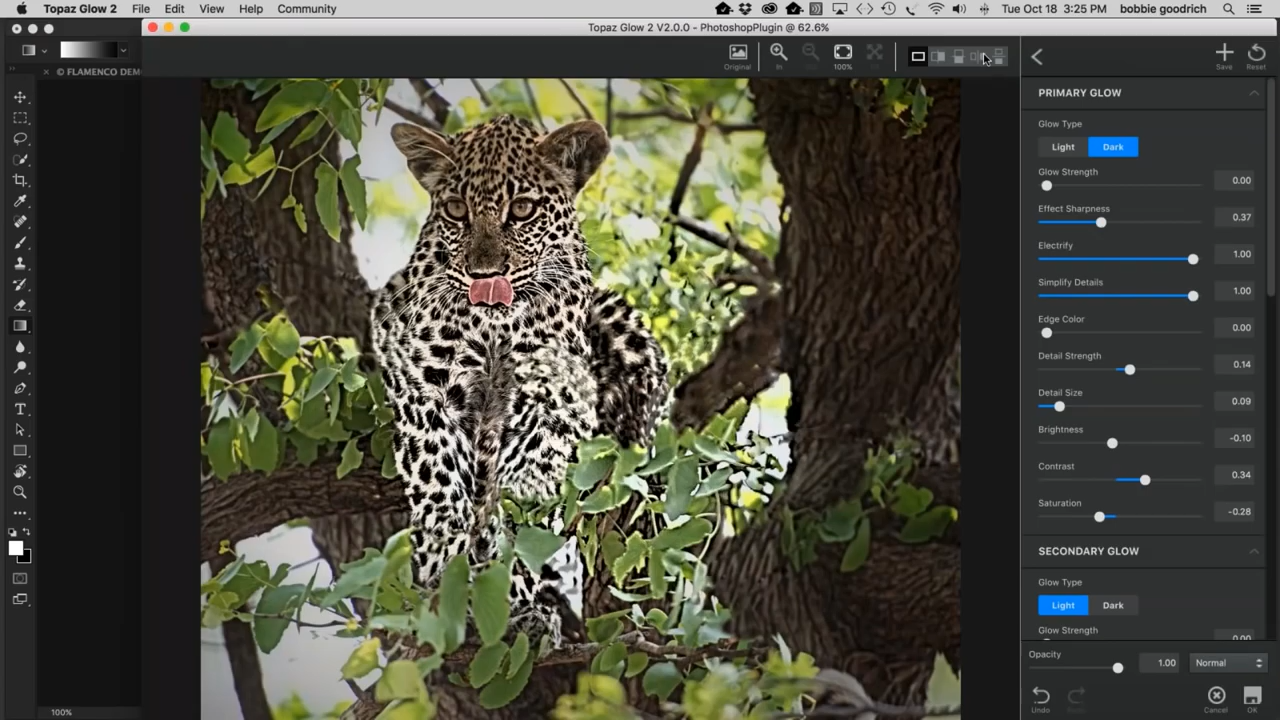 Topaz Glow 2 File Edit View Help Community Tue Oct 18 3:25 PM bobbie goodrich
Topaz Glow 2 V2.0.0 - PhotoshopPlugin @ 62.6%
© FLAMENCO DEM
Original In 100% Save Reset
PRIMARY GLOW
Glow Type
Light Dark
Glow Strength 0.00
Effect Sharpness 0.37
Electrify 1.00
Simplify Details 1.00
Edge Color 0.00
Detail Strength 0.14
Detail Size 0.09
Brightness -0.10
Contrast 0.34
Saturation -0.28
SECONDARY GLOW
Glow Type
Light Dark
Glow Strength 0.00
Opacity 1.00 Normal
Undo Cancel OK
100%